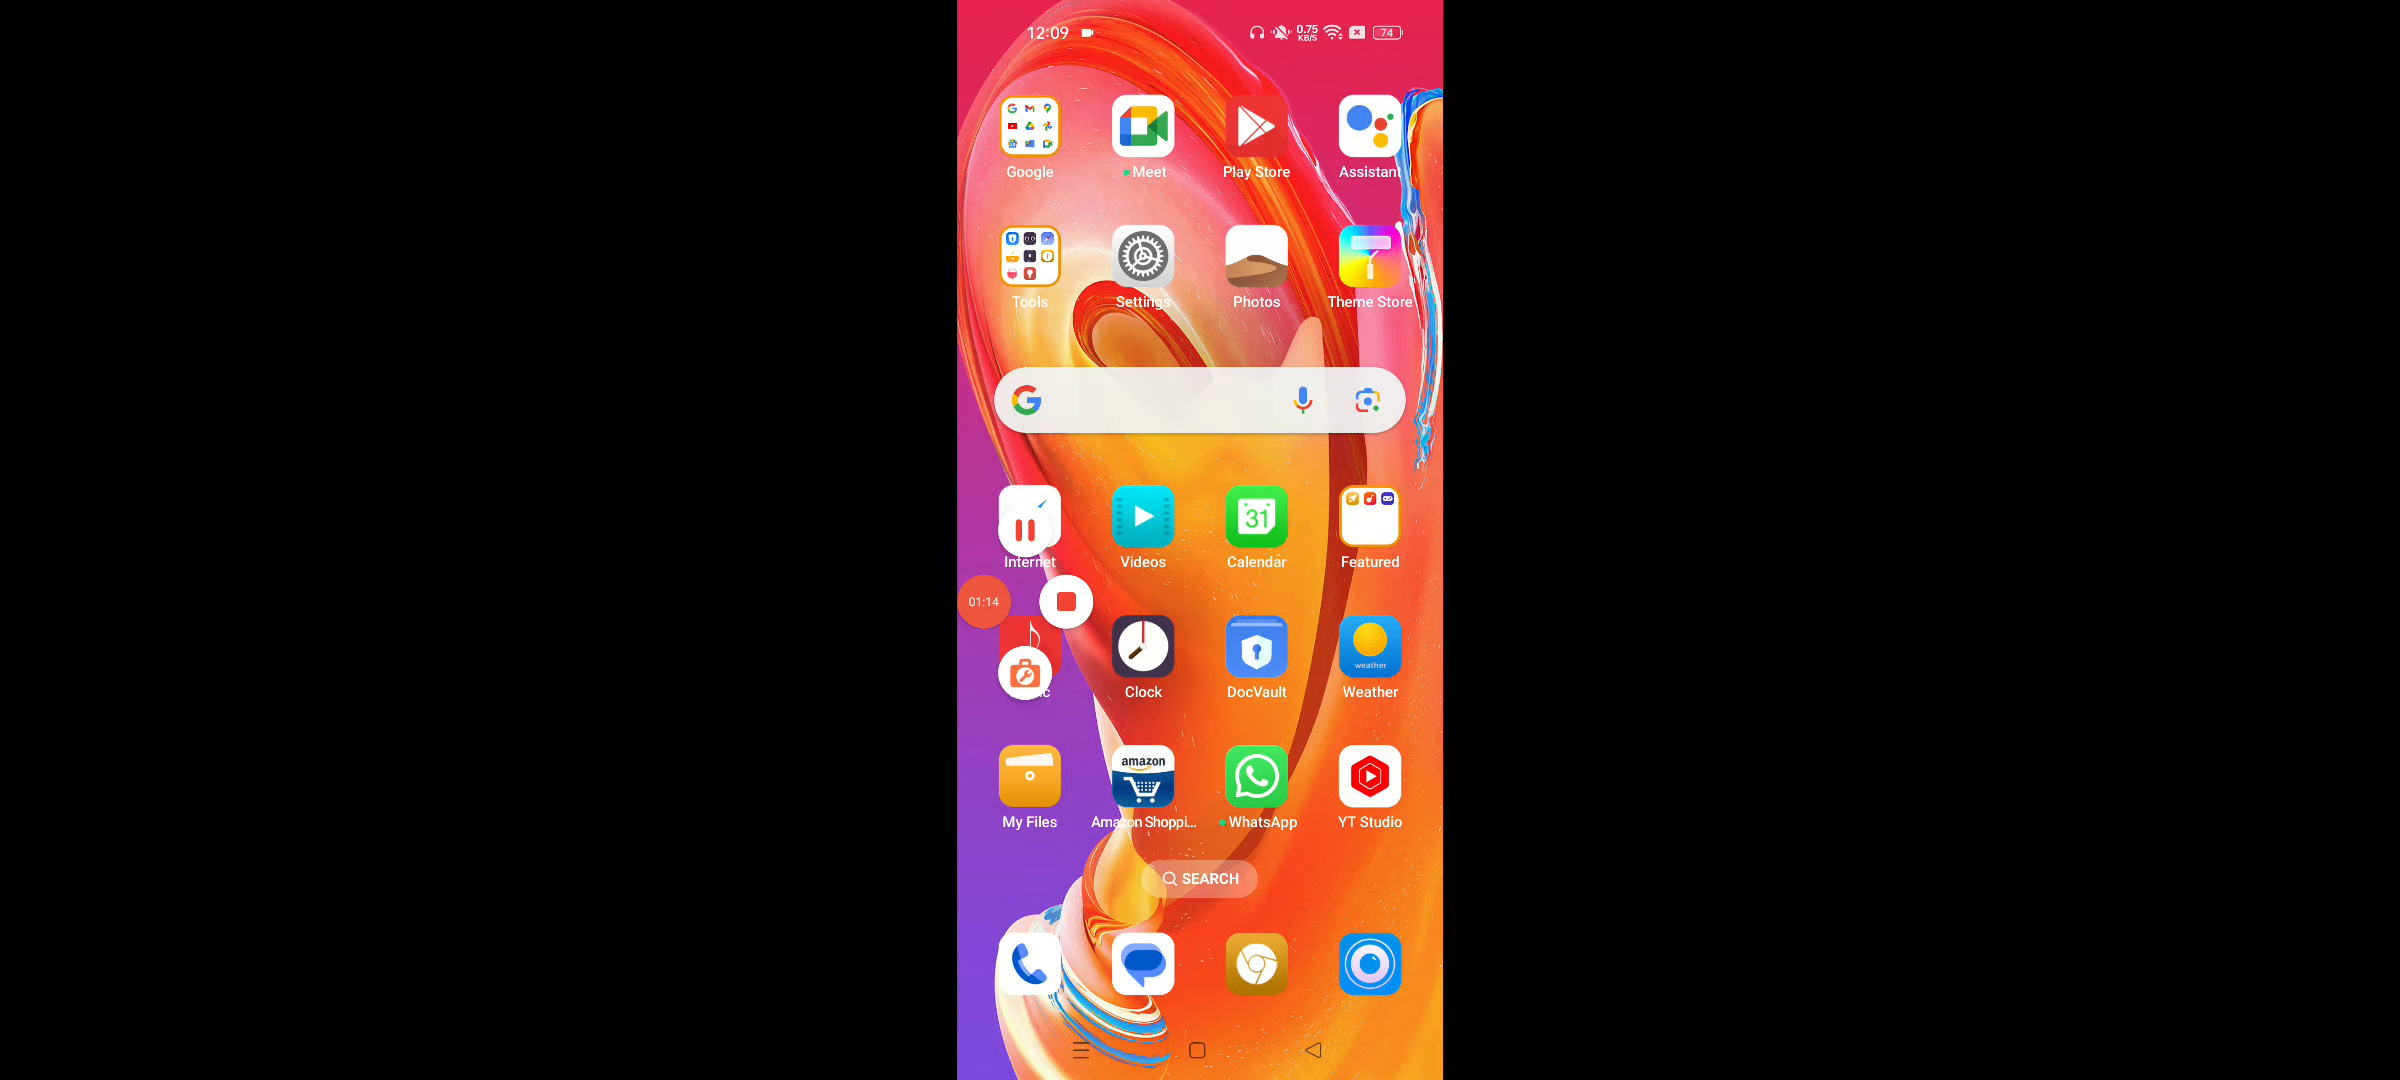 12:09 0.75 KB/S 74
Google Meet Play Store Assistant
Tools Settings Photos Theme Store
31
Internet Videos Calendar Featured
01:14
weather
Clock DocVault Weather
amazon
My Files Amazon Shoppi... WhatsApp YT Studio
SEARCH